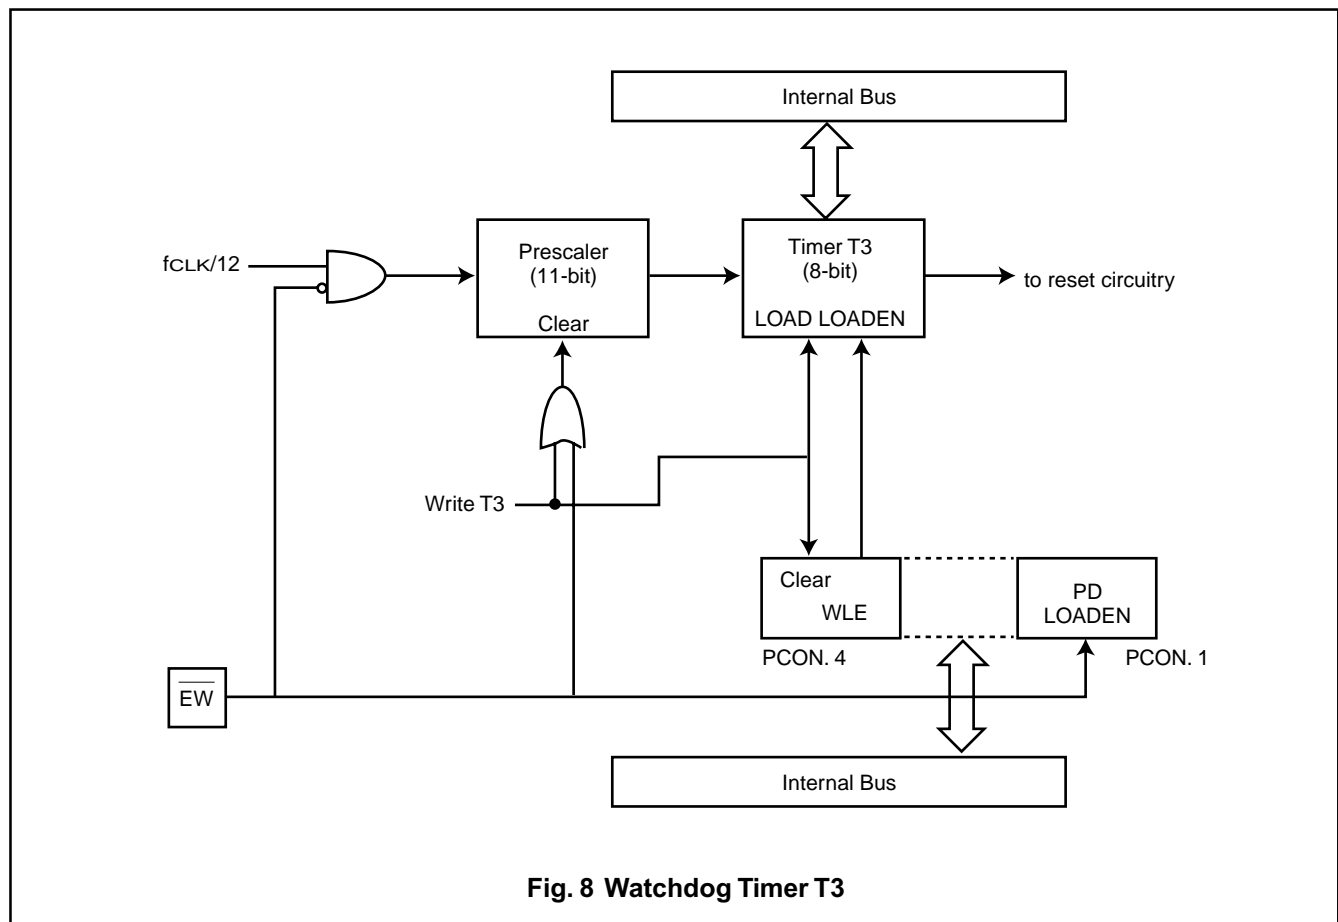 Internal Bus
fCLK/12
Prescaler
(11-bit)
Clear
Timer T3
(8-bit)
LOAD LOADEN
to reset circuitry
Write T3
Clear
WLE
PD
LOADEN
PCON. 4
PCON. 1
EW
Internal Bus
Fig. 8 Watchdog Timer T3